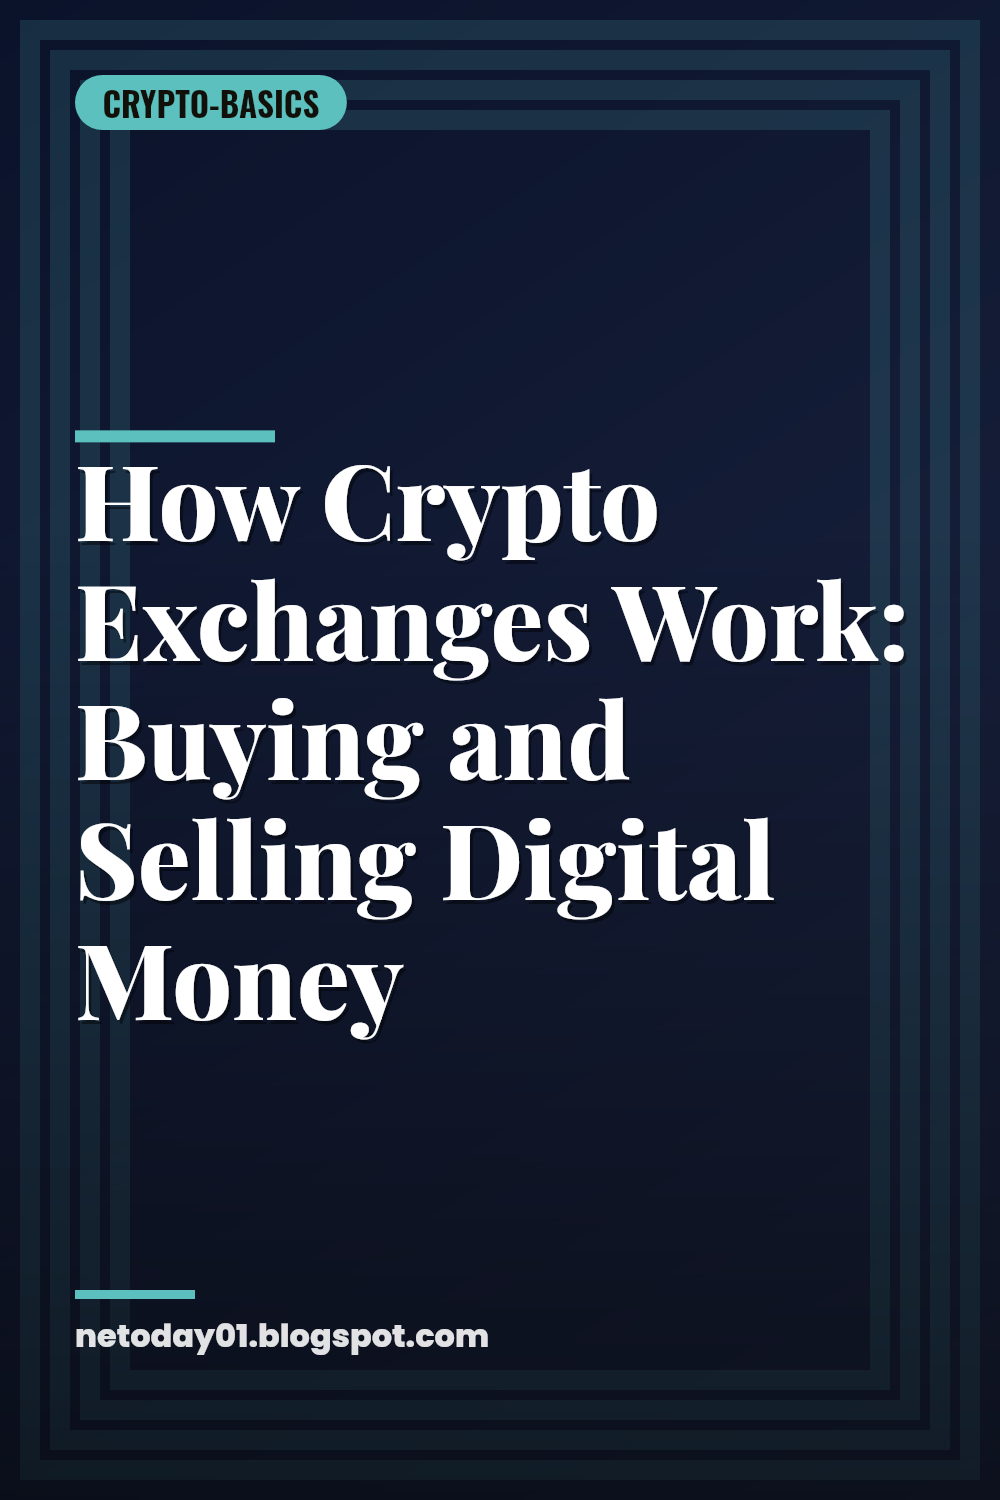 CRYPTO-BASICS
How Crypto
Exchanges Work:
Buying and
Selling Digital
Money
netoday01.blogspot.com